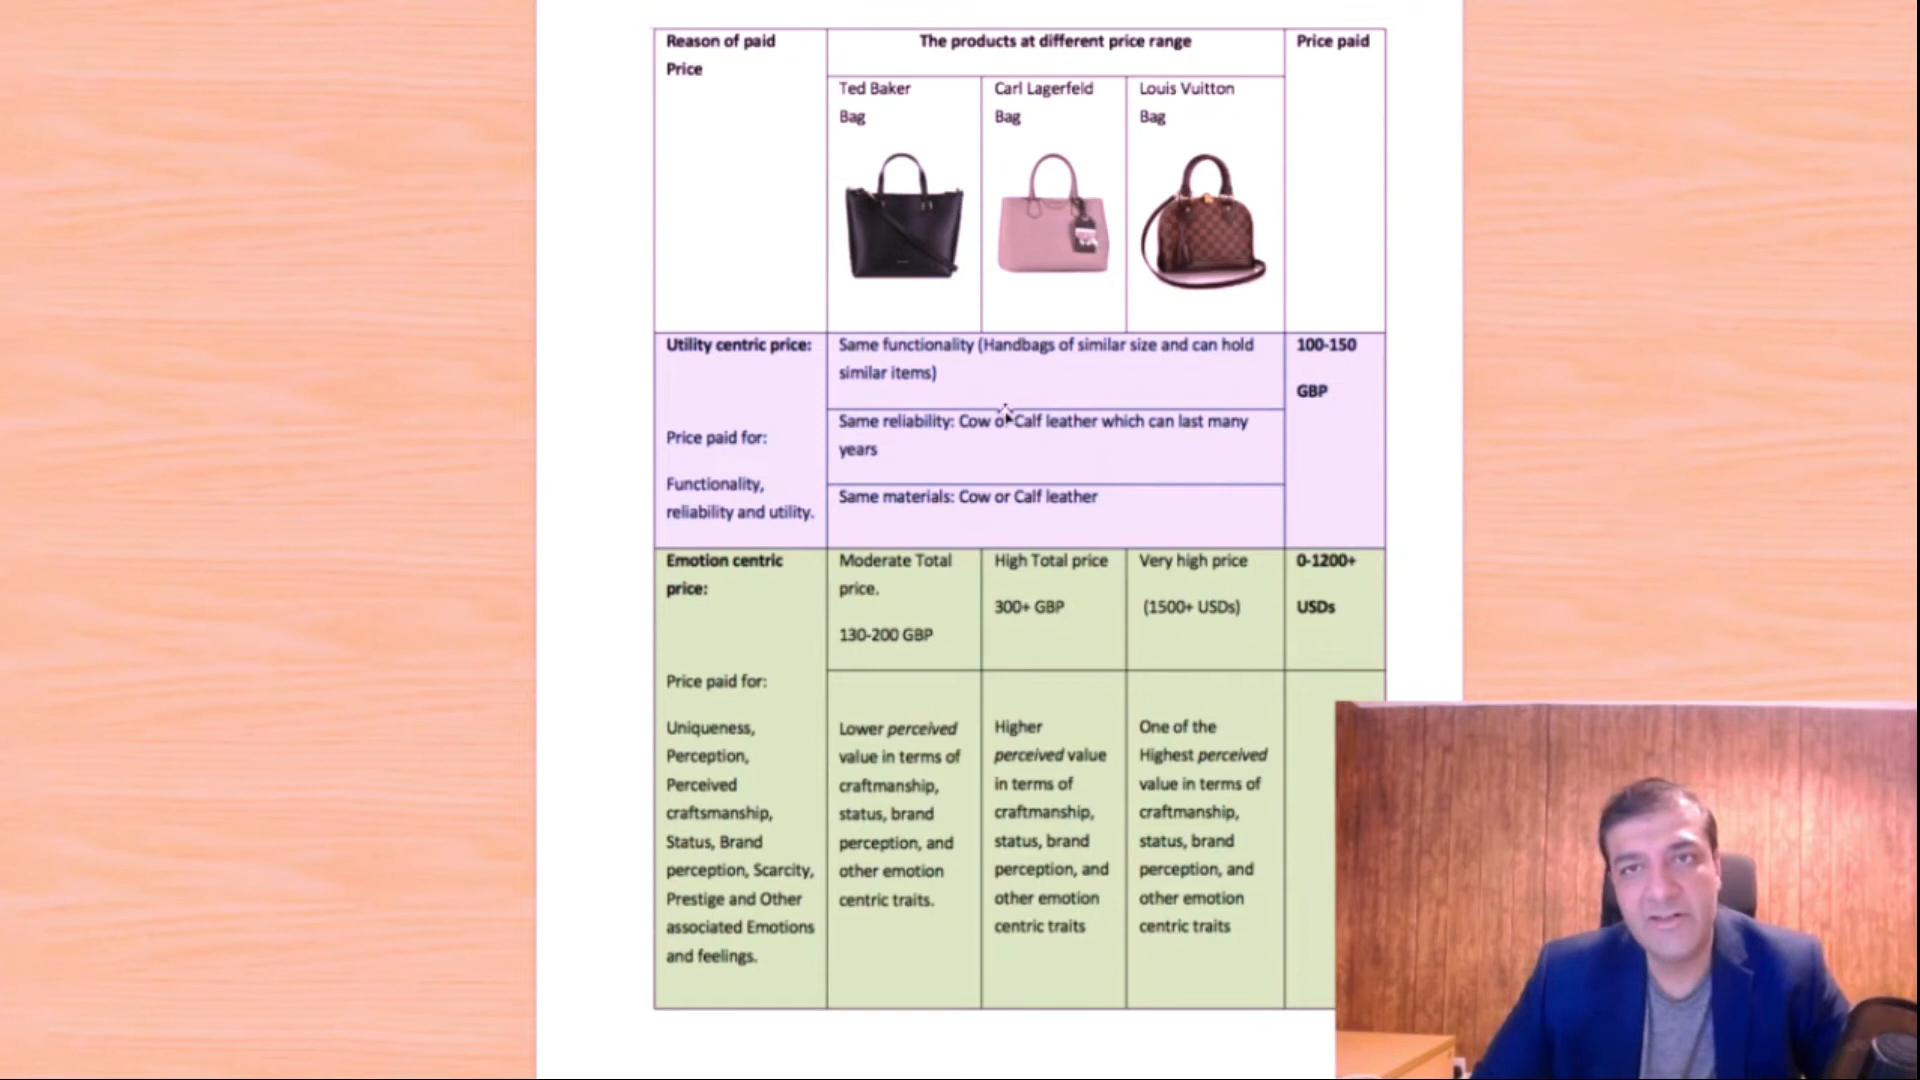 Reason of paid
Price
The products at different price range
Price paid
Ted Baker
Bag
Carl Lagerfeld
Bag
Louis Vuitton
Bag
Utility centric price:
Price paid for:
Functionality,
reliability and utility.
Same functionality (Handbags of similar size and can hold
similar items)
Same reliability: Cow or Calf leather which can last many
years
Same materials: Cow or Calf leather
100-150
GBP
Emotion centric
price:
Price paid for:
Uniqueness,
Perception,
Perceived
craftsmanship,
Status, Brand
perception, Scarcity,
Prestige and Other
associated Emotions
and feelings.
Moderate Total
price.
130-200 GBP
High Total price
300+ GBP
Very high price
(1500+ USDs)
0-1200+
USDs
Lower perceived
value in terms of
craftmanship,
status, brand
perception, and
other emotion
centric traits.
Higher
perceived value
in terms of
craftmanship,
status, brand
perception, and
other emotion
centric traits
One of the
Highest perceived
value in terms of
craftmanship,
status, brand
perception, and
other emotion
centric traits